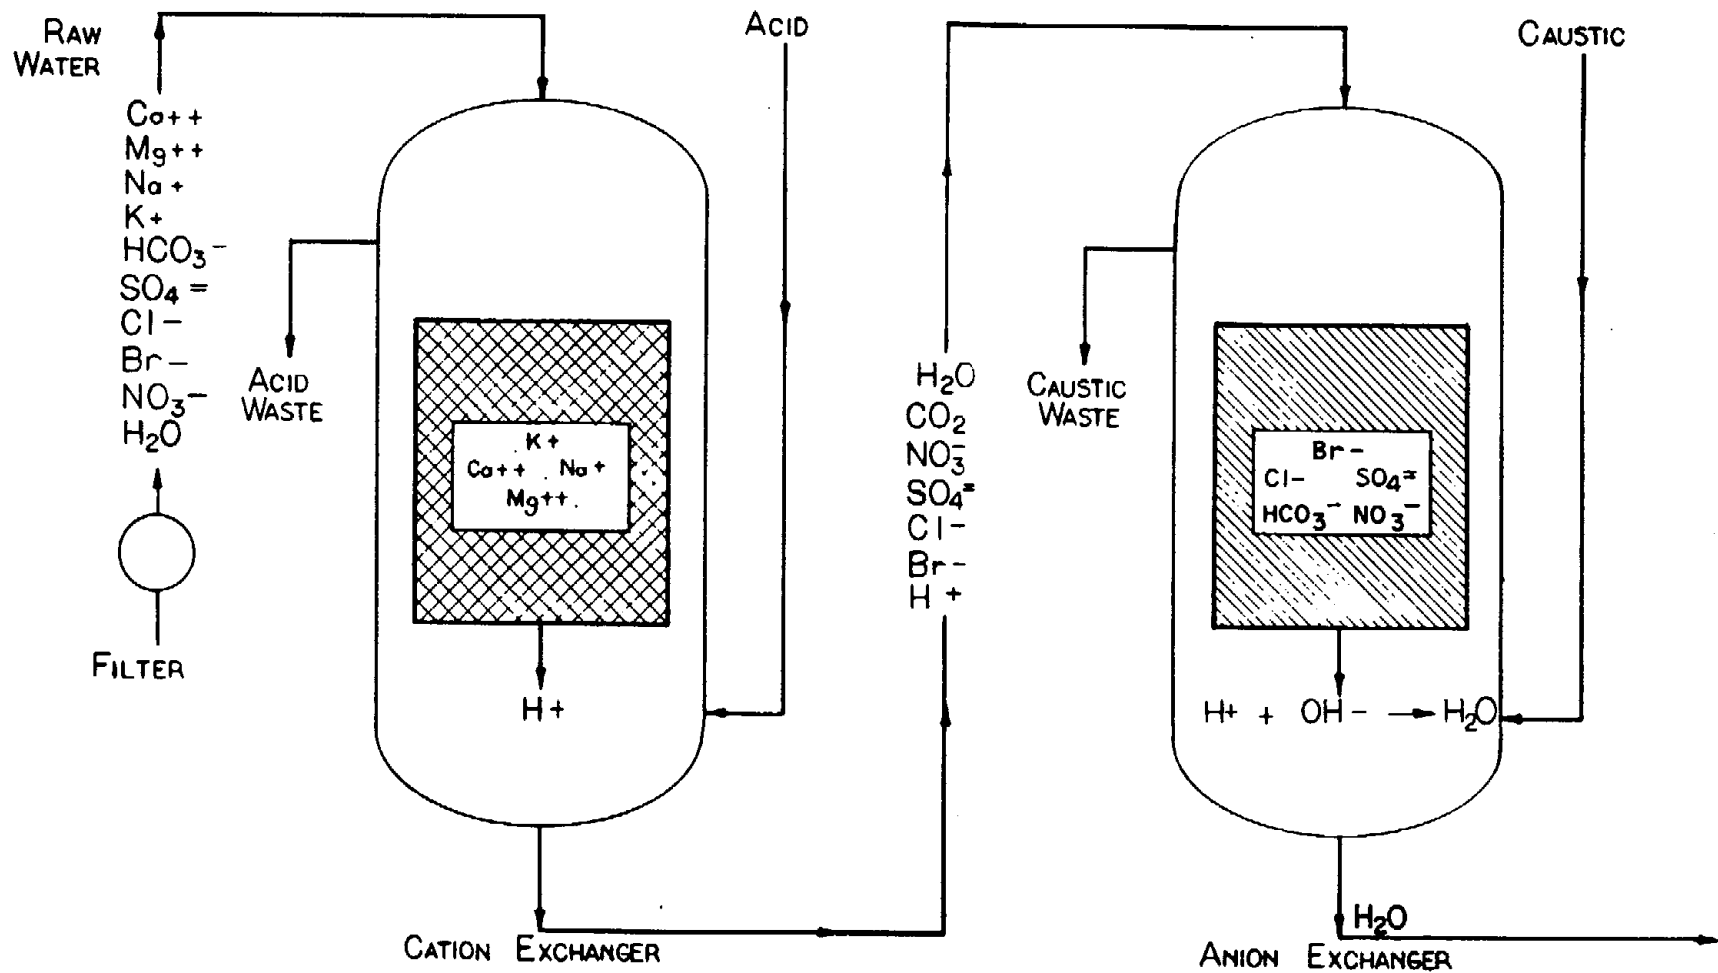 RAW
WATER
Ca++
Mg++
Na+
K+
HCO₃-
SO₄=
Cl-
Br-
NO₃-
H₂O
FILTER
ACID
WASTE
K+
Ca++ Na+
Mg++
H+
ACID
CATION EXCHANGER
H₂O
CO₂
NO₃-
SO₄=
Cl-
Br-
H+
CAUSTIC
WASTE
Br-
Cl- SO₄=
HCO₃- NO₃-
H+ + OH- → H₂O
CAUSTIC
H₂O
ANION EXCHANGER